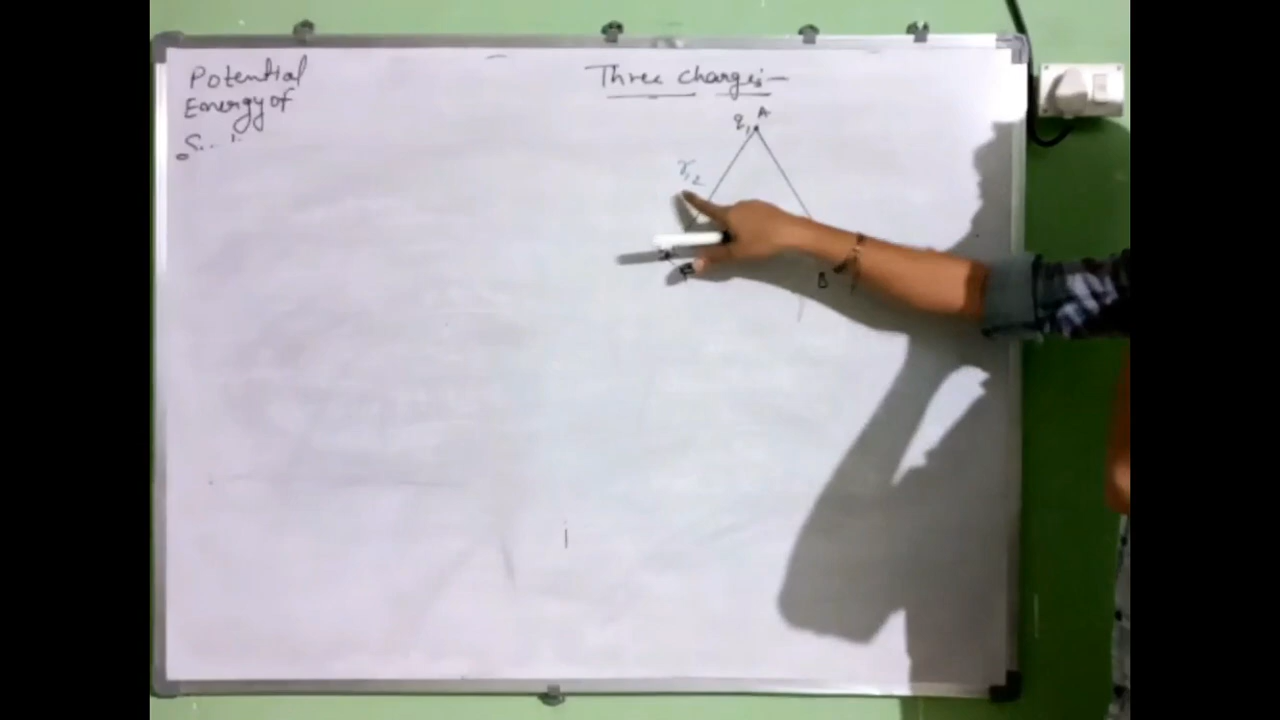 Potential
Energy of
Three charges—
q₁ A
r₁₂
B